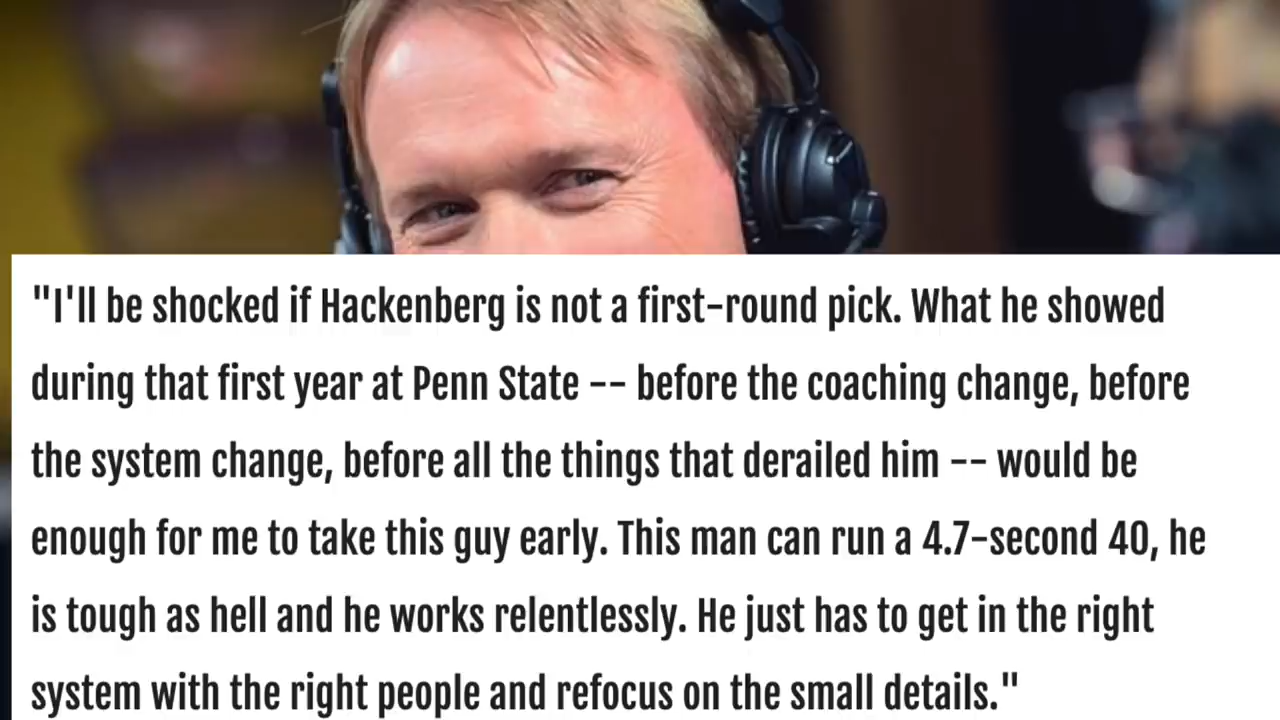 "I'll be shocked if Hackenberg is not a first-round pick. What he showed
during that first year at Penn State -- before the coaching change, before
the system change, before all the things that derailed him -- would be
enough for me to take this guy early. This man can run a 4.7-second 40, he
is tough as hell and he works relentlessly. He just has to get in the right
system with the right people and refocus on the small details."